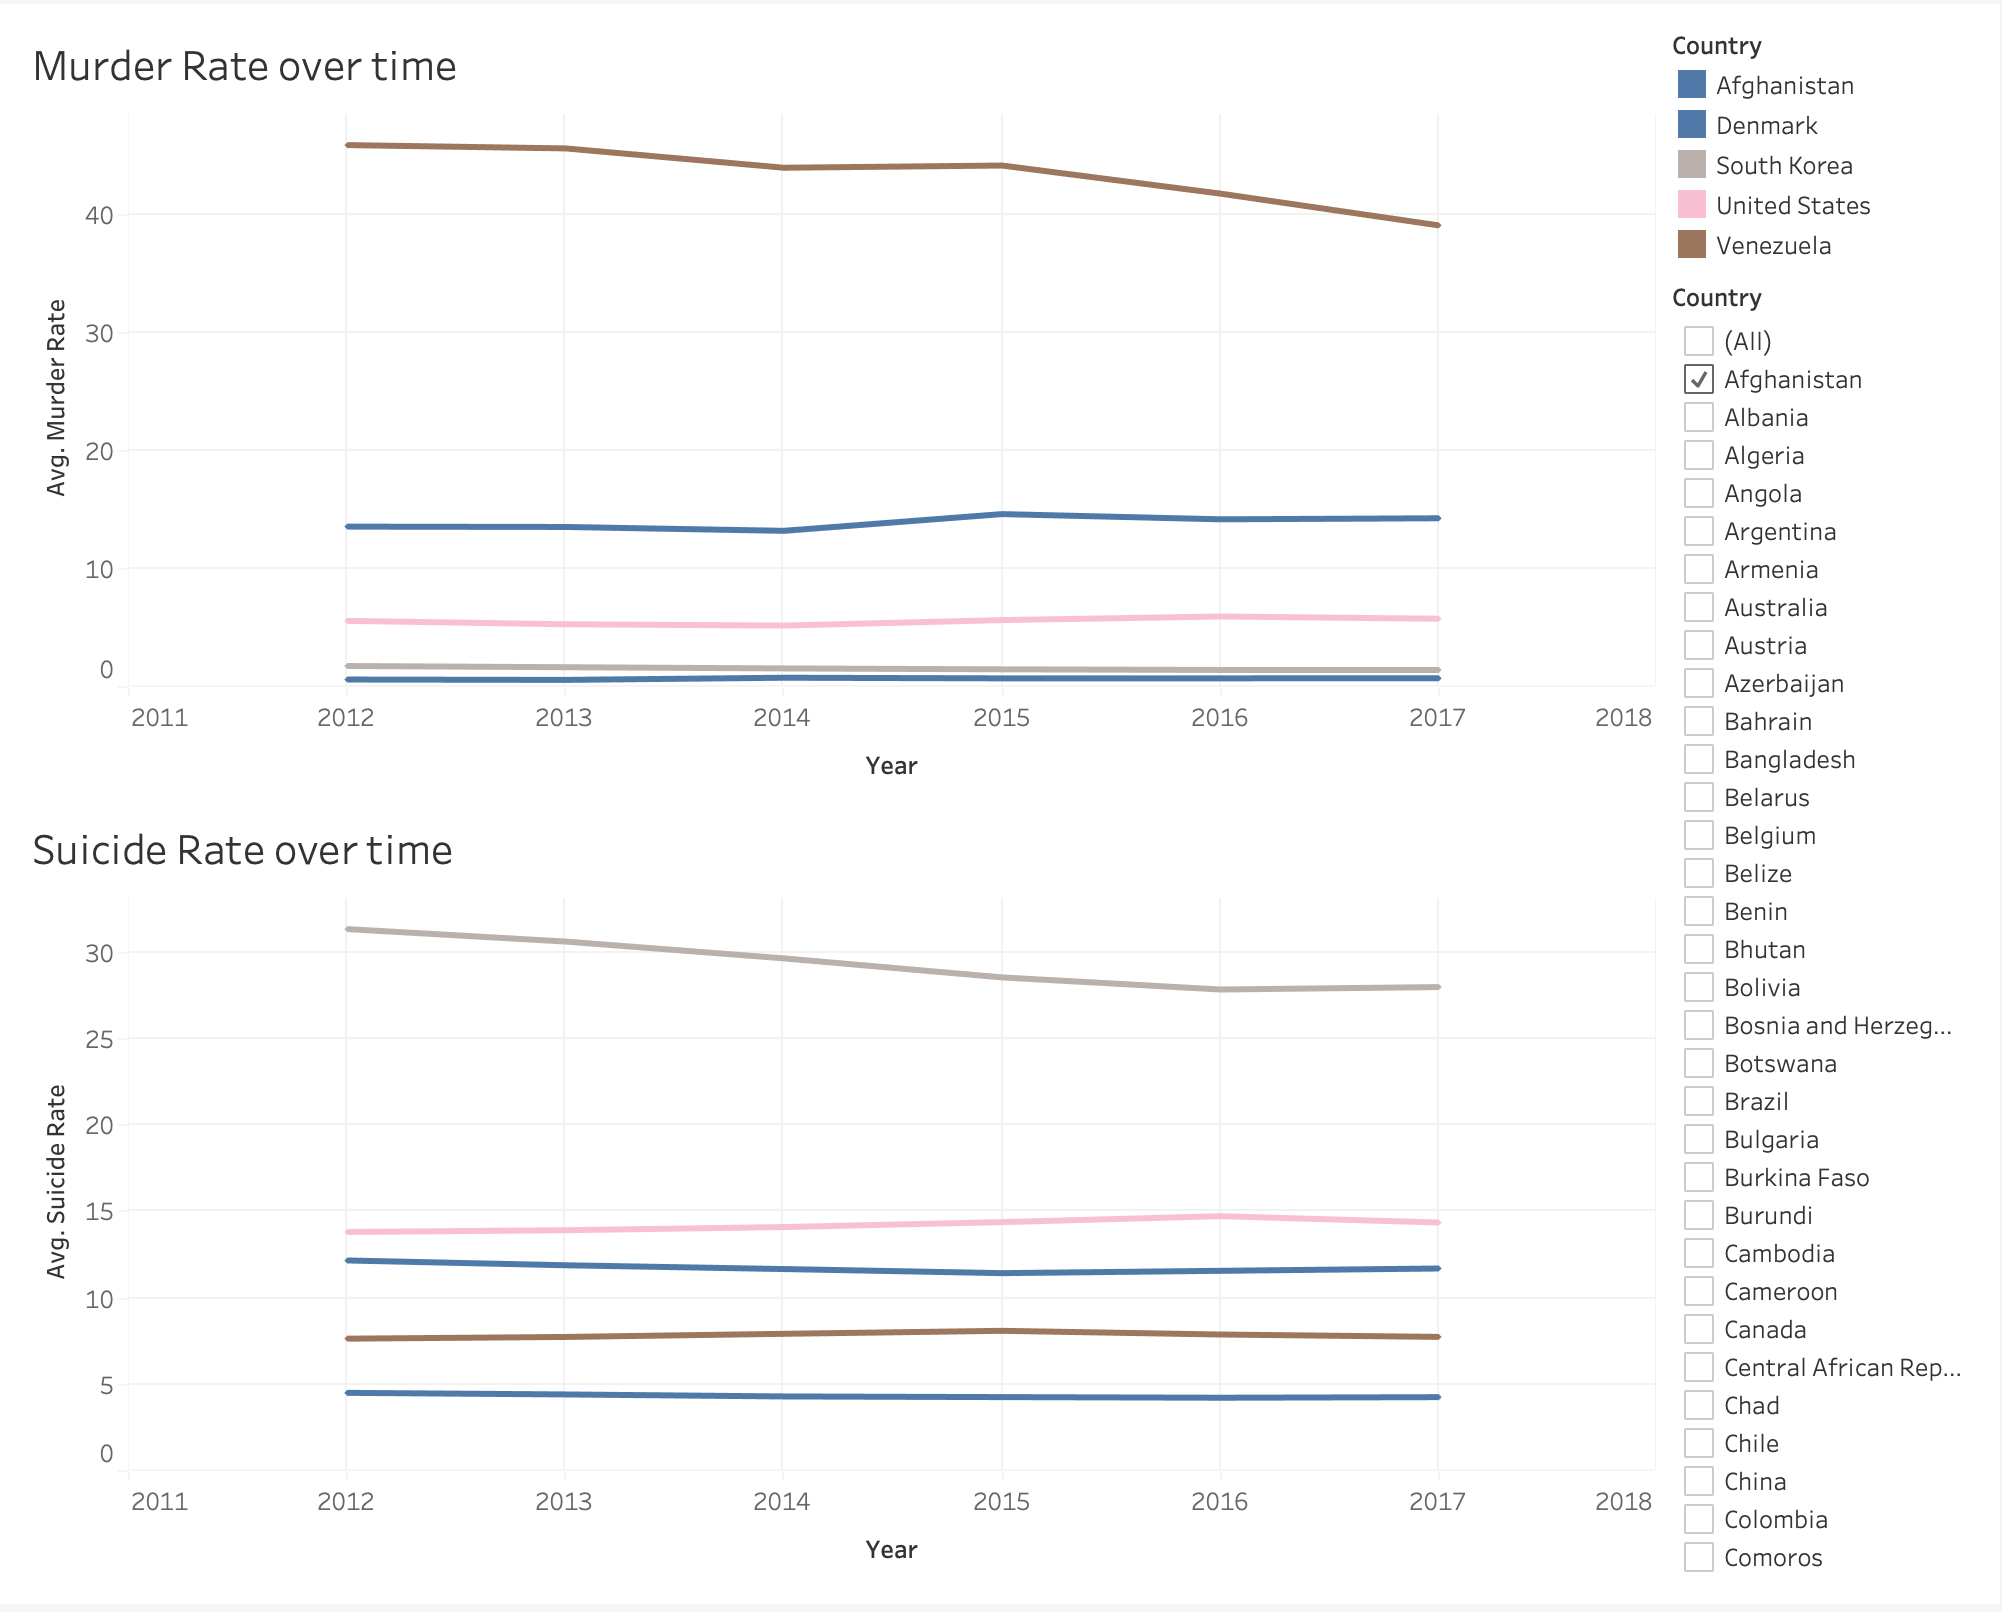 Murder Rate over time
Avg. Murder Rate
40
30
20
10
0
2011 2012 2013 2014 2015 2016 2017 2018
Year
Suicide Rate over time
Avg. Suicide Rate
30
25
20
15
10
5
0
2011 2012 2013 2014 2015 2016 2017 2018
Year
Country
Afghanistan
Denmark
South Korea
United States
Venezuela
Country
(All)
Afghanistan
Albania
Algeria
Angola
Argentina
Armenia
Australia
Austria
Azerbaijan
Bahrain
Bangladesh
Belarus
Belgium
Belize
Benin
Bhutan
Bolivia
Bosnia and Herzeg...
Botswana
Brazil
Bulgaria
Burkina Faso
Burundi
Cambodia
Cameroon
Canada
Central African Rep...
Chad
Chile
China
Colombia
Comoros